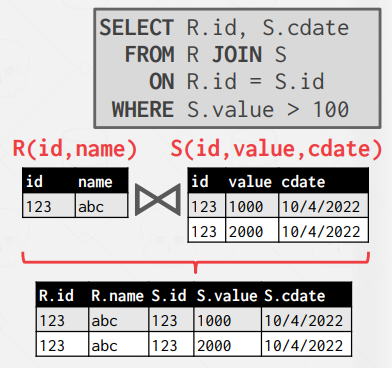 SELECT R.id, S.cdate
FROM R JOIN S
ON R.id = S.id
WHERE S.value > 100
R(id,name) S(id,value,cdate)
id name
123 abc
id value cdate
123 1000 10/4/2022
123 2000 10/4/2022
R.id R.name S.id S.value S.cdate
123 abc 123 1000 10/4/2022
123 abc 123 2000 10/4/2022